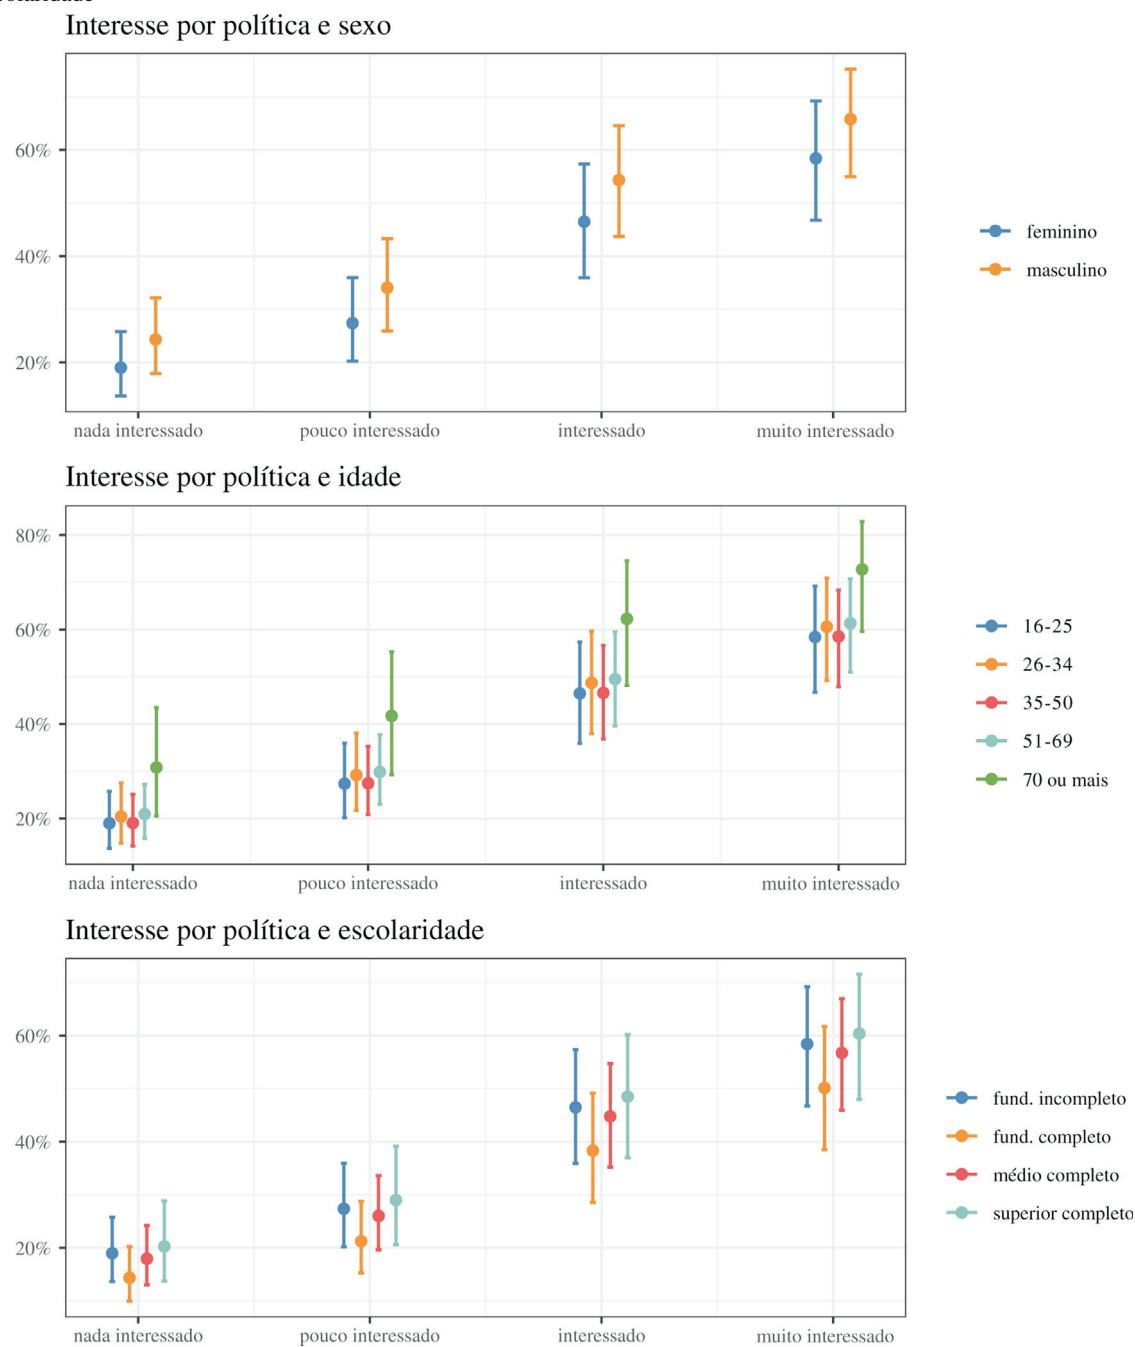 Interesse por política e sexo
60%
40%
20%
nada interessado pouco interessado interessado muito interessado
feminino
masculino
Interesse por política e idade
80%
60%
40%
20%
nada interessado pouco interessado interessado muito interessado
16-25
26-34
35-50
51-69
70 ou mais
Interesse por política e escolaridade
60%
40%
20%
nada interessado pouco interessado interessado muito interessado
fund. incompleto
fund. completo
médio completo
superior completo